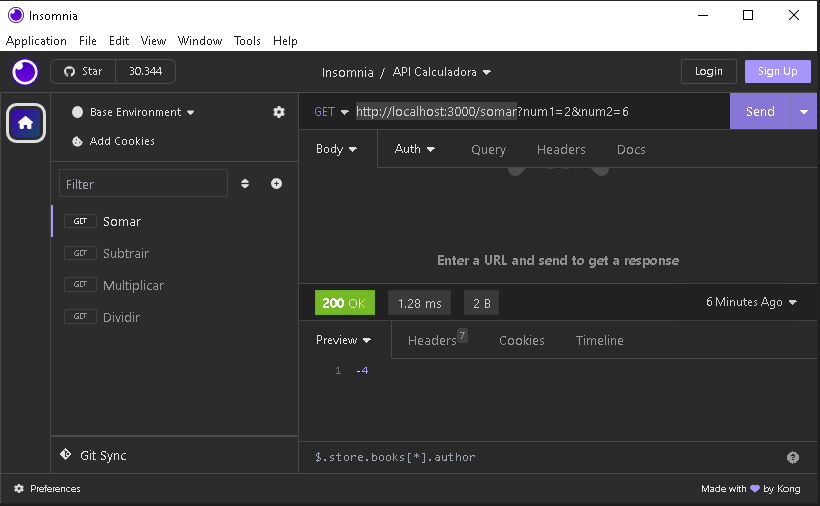 Insomnia
Application File Edit View Window Tools Help
Star 30.344 Insomnia / API Calculadora Login Sign Up
Base Environment
Add Cookies
Filter
GET Somar
GET Subtrair
GET Multiplicar
GET Dividir
Git Sync
GET http://localhost:3000/somar?num1=2&num2=6 Send
Body Auth Query Headers Docs
Enter a URL and send to get a response
200 OK 1.28 ms 2 B 6 Minutes Ago
Preview Headers 7 Cookies Timeline
1 -4
$.store.books[*].author
Preferences Made with 💜 by Kong